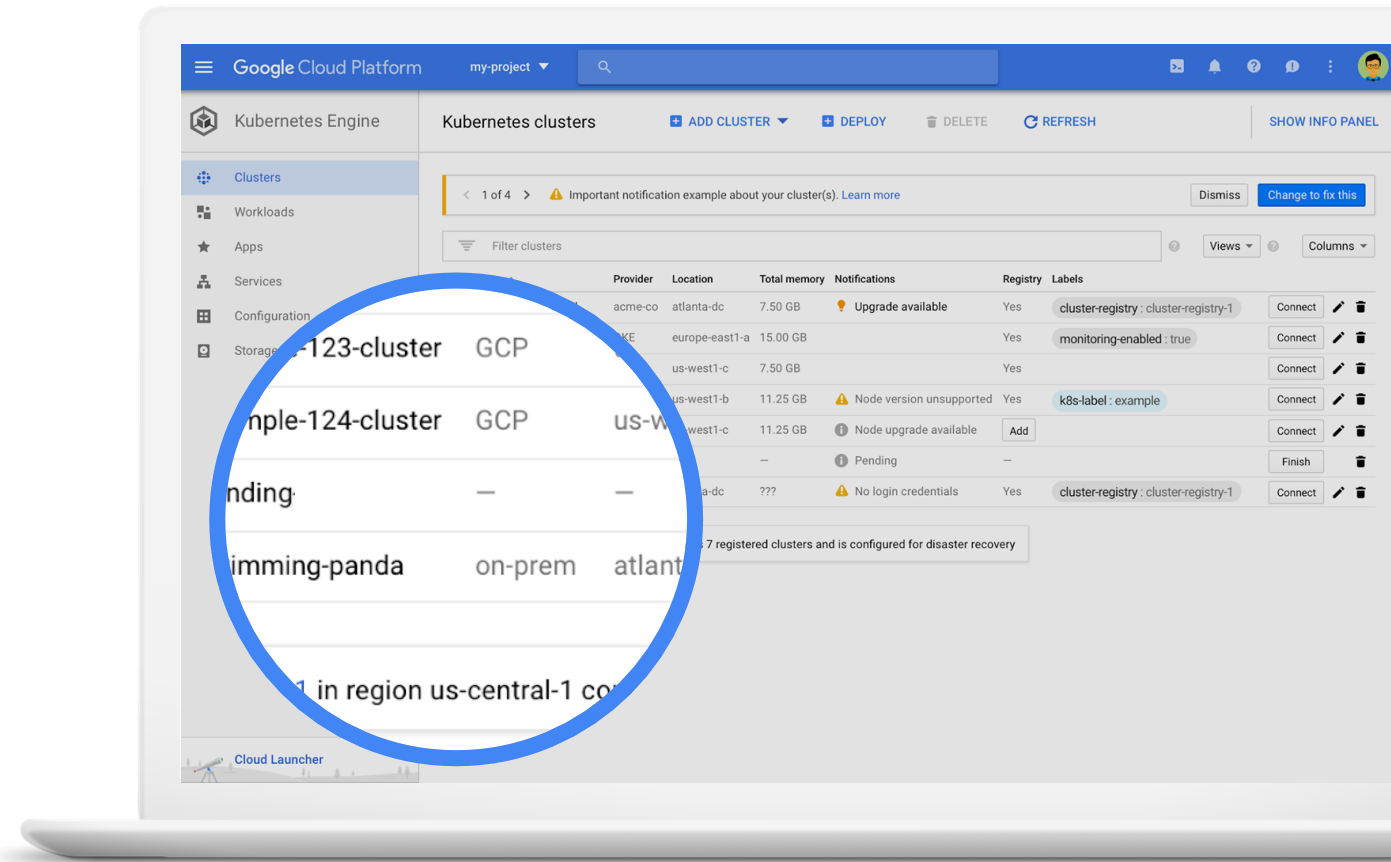 Google Cloud Platform my-project
Kubernetes Engine Kubernetes clusters ADD CLUSTER DEPLOY DELETE REFRESH SHOW INFO PANEL
Clusters
Workloads
Apps
Services
Configuration
Storage
1 of 4 Important notification example about your cluster(s). Learn more Dismiss Change to fix this
Filter clusters Views Columns
Provider Location Total memory Notifications Registry Labels
acme-co atlanta-dc 7.50 GB Upgrade available Yes cluster-registry : cluster-registry-1 Connect
europe-east1-a 15.00 GB Yes monitoring-enabled : true Connect
us-west1-c 7.50 GB Yes Connect
us-west1-b 11.25 GB Node version unsupported Yes k8s-label : example Connect
-west1-c 11.25 GB Node upgrade available Add Connect
— Pending — Finish
a-dc ??? No login credentials Yes cluster-registry : cluster-registry-1 Connect
7 registered clusters and is configured for disaster recovery
-123-cluster GCP
mple-124-cluster GCP us-w
nding- — —
imming-panda on-prem atlant
1 in region us-central-1 co
Cloud Launcher